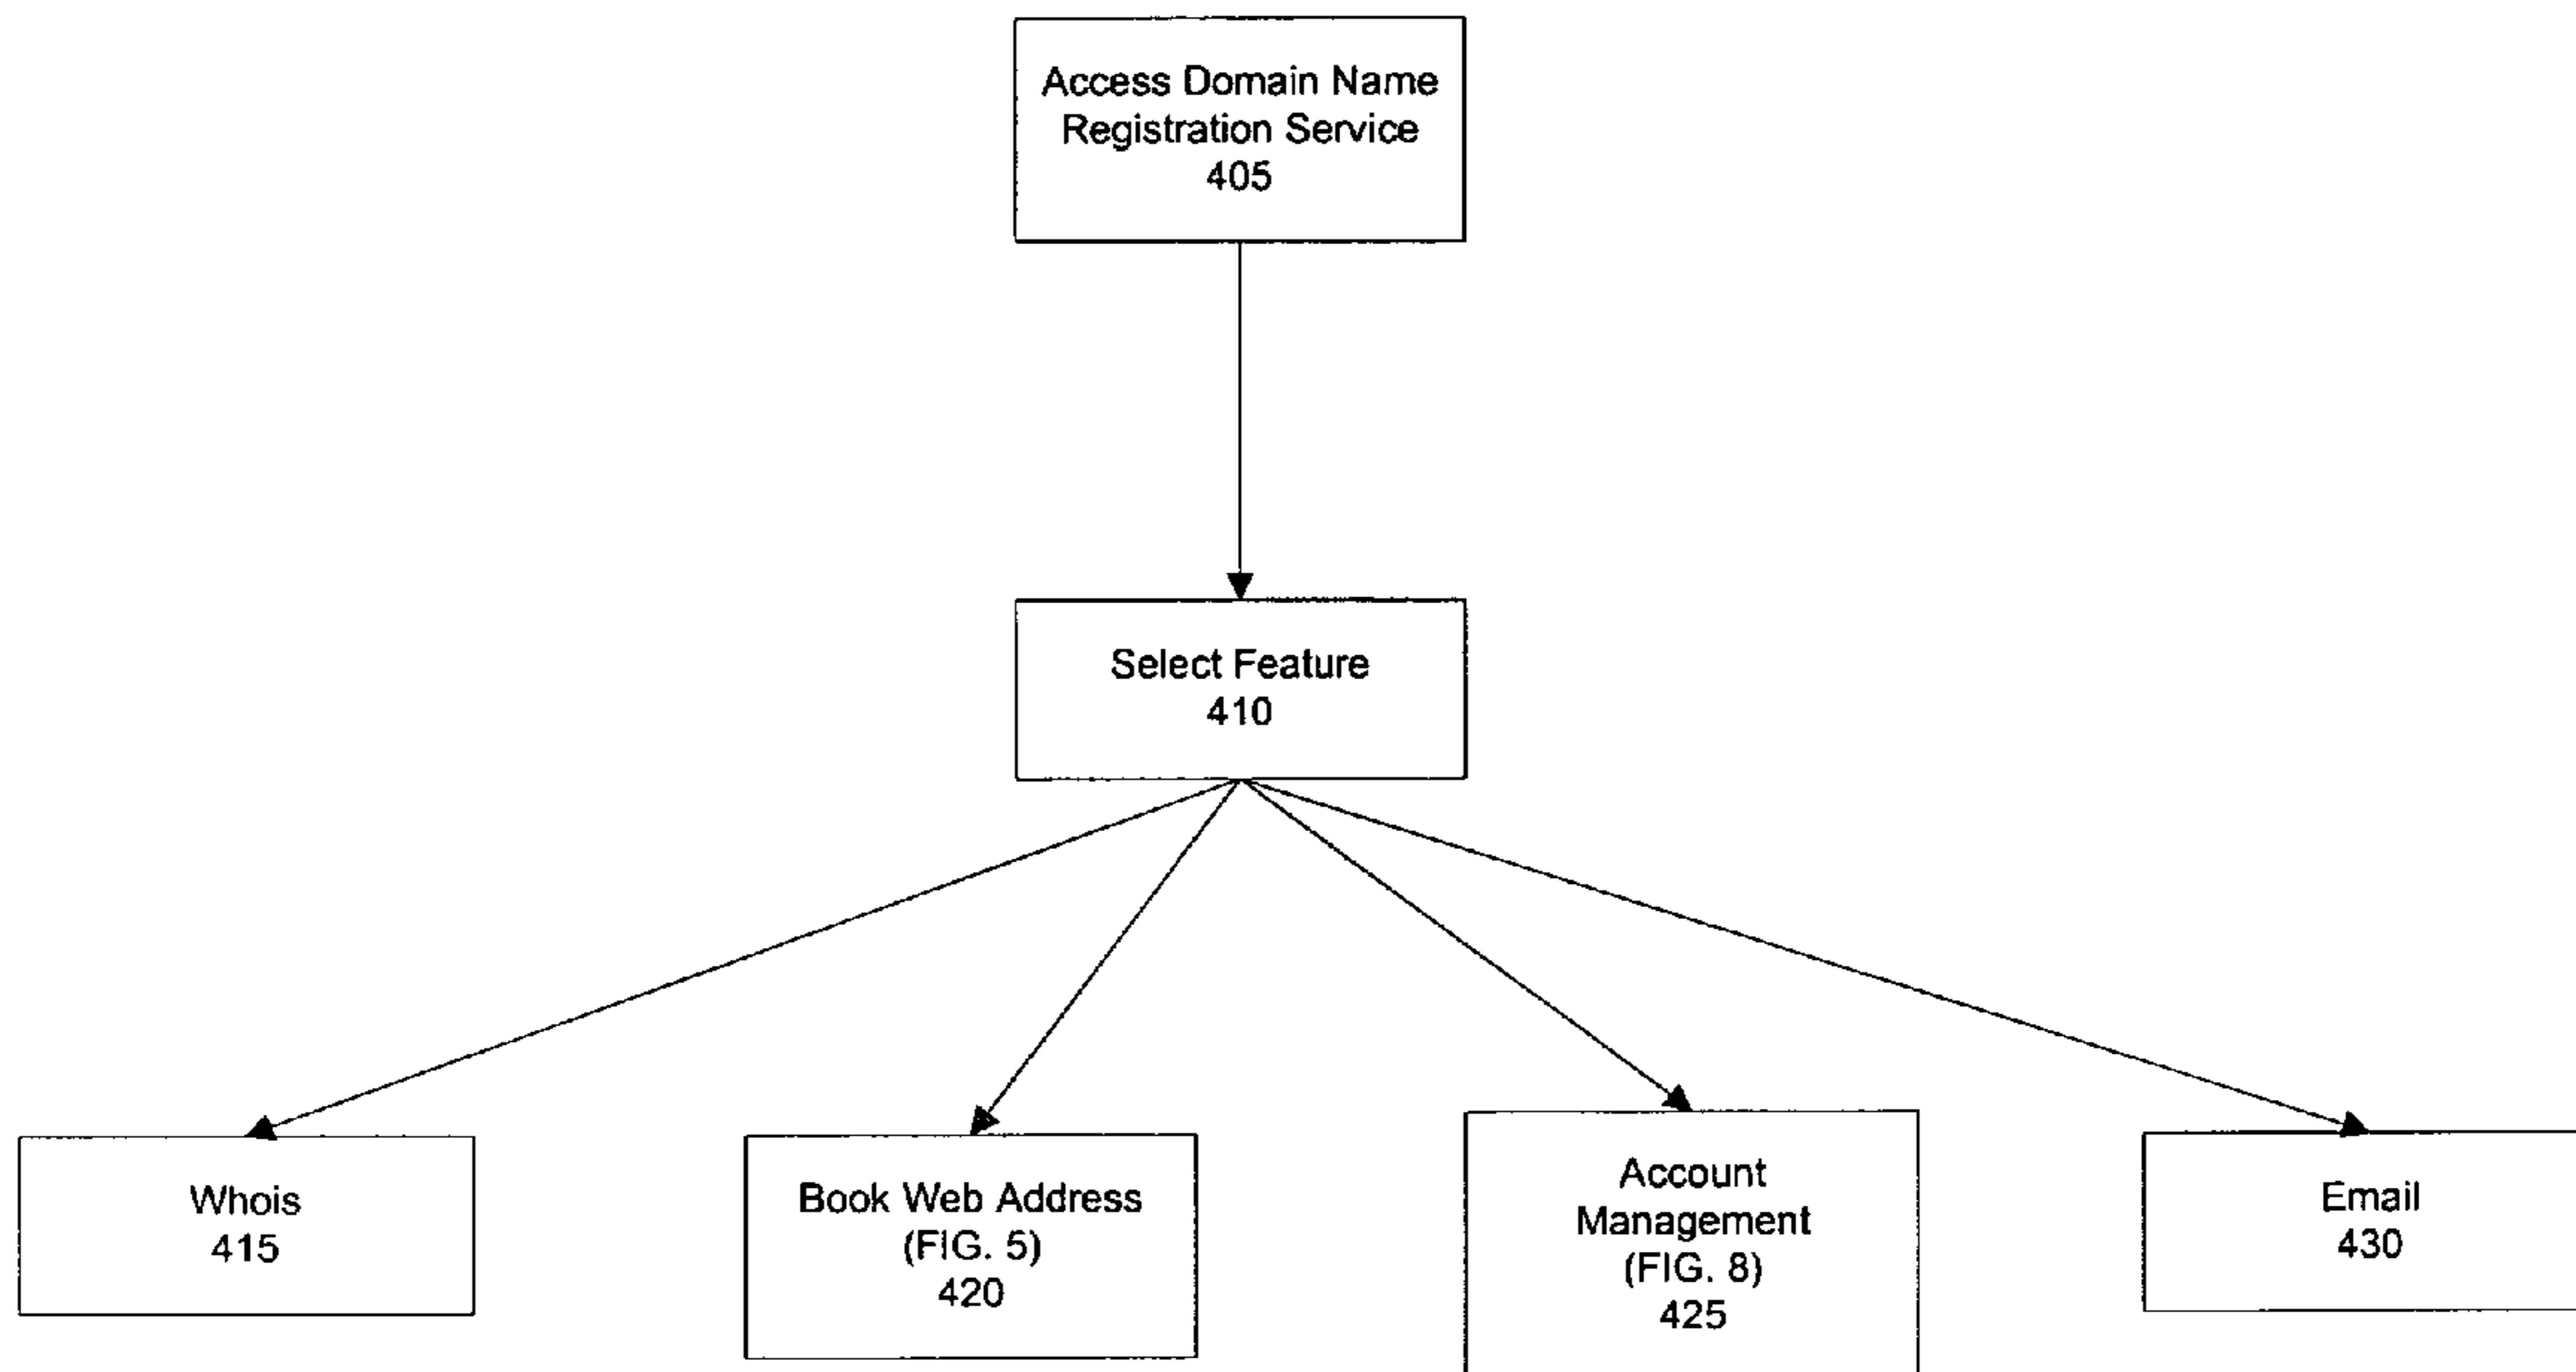 Access Domain Name
Registration Service
405
Select Feature
410
Whois
415
Book Web Address
(FIG. 5)
420
Account
Management
(FIG. 8)
425
Email
430